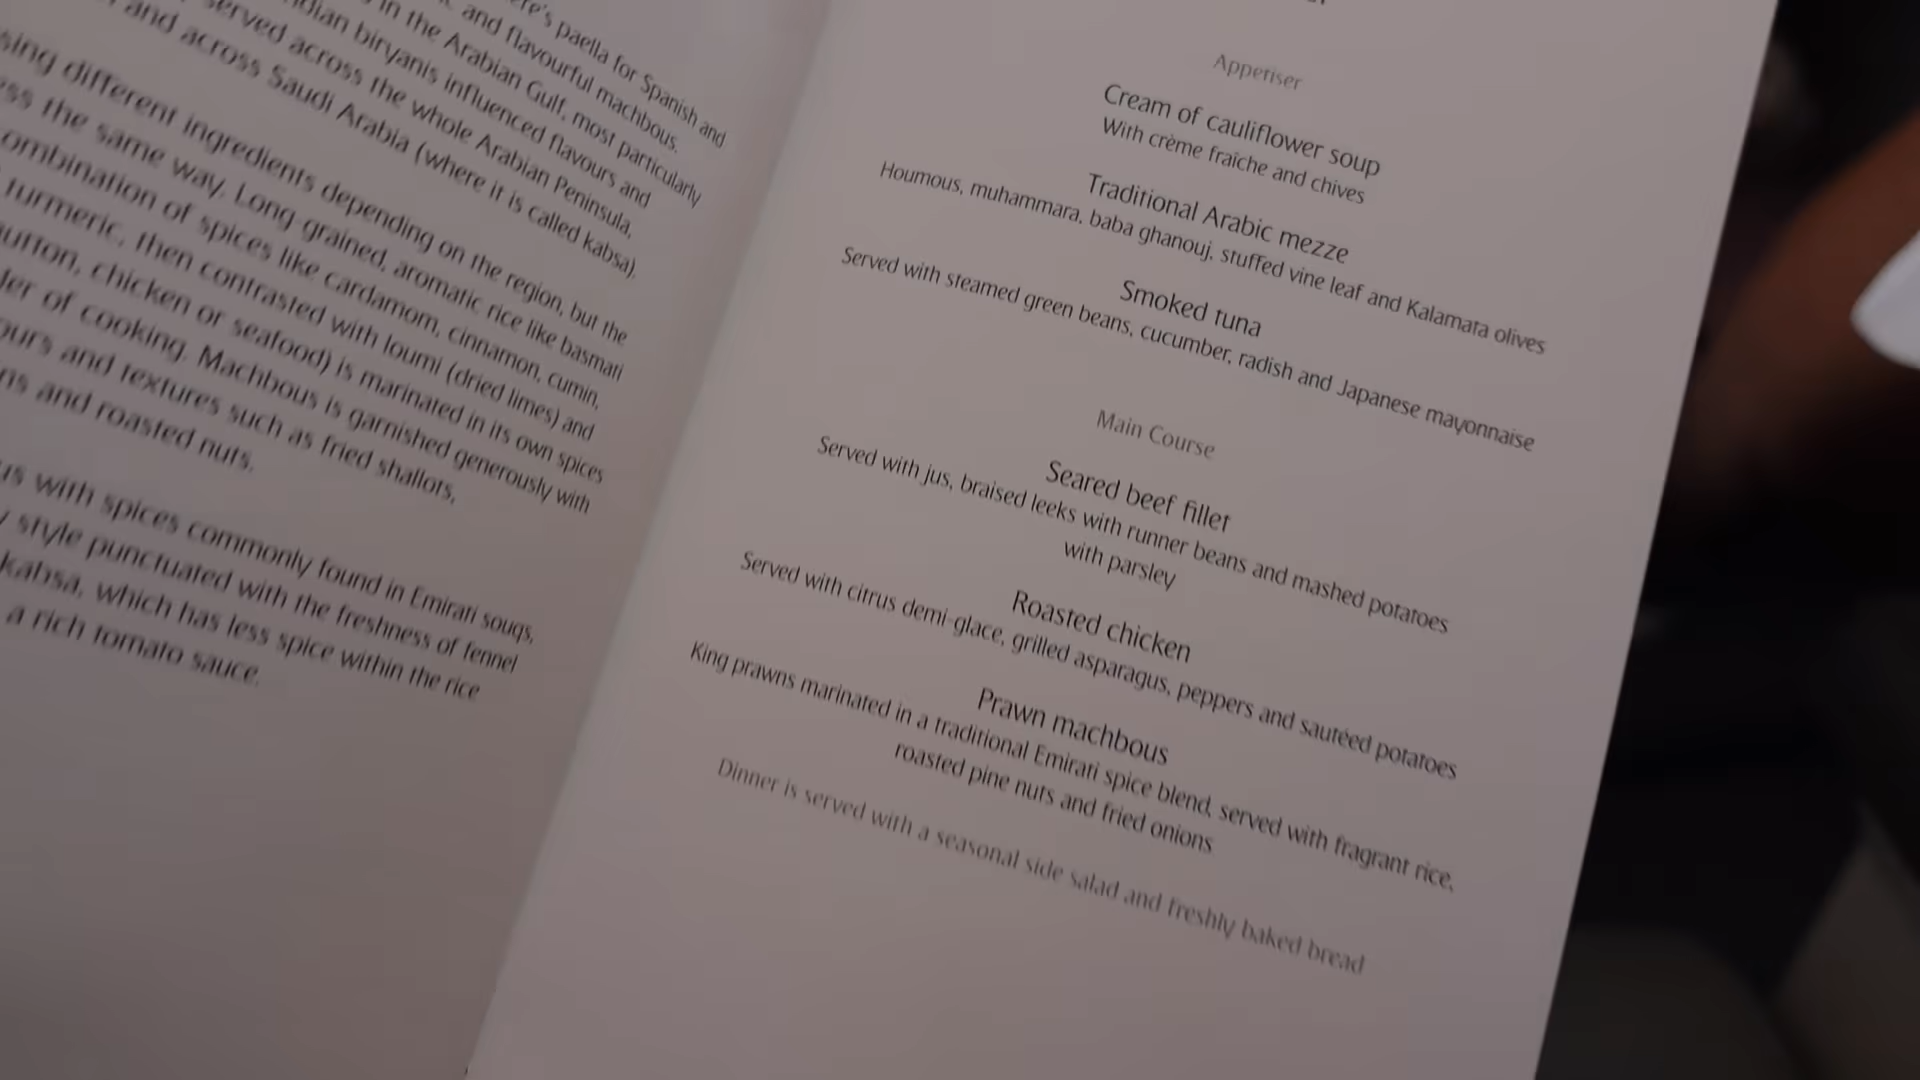 ere's paella for Spanish and
and flavourful machbous.
in the Arabian Gulf, most particularly
ndian biryanis influenced flavours and
served across the whole Arabian Peninsula,
and across Saudi Arabia (where it is called kabsa).
sing different ingredients depending on the region, but the
ess the same way. Long grained, aromatic rice like basmati
ombination of spices like cardamom, cinnamon, cumin,
turmeric, then contrasted with loumi (dried limes) and
utton, chicken or seafood) is marinated in its own spices
der of cooking. Machbous is garnished generously with
ours and textures such as fried shallots,
ns and roasted nuts.
us with spices commonly found in Emirati souqs,
y style punctuated with the freshness of fennel
kabsa, which has less spice within the rice
a rich tomato sauce.
Appetiser
Cream of cauliflower soup
With crème fraîche and chives
Traditional Arabic mezze
Houmous, muhammara, baba ghanouj, stuffed vine leaf and Kalamata olives
Smoked tuna
Served with steamed green beans, cucumber, radish and Japanese mayonnaise
Main Course
Seared beef fillet
Served with jus, braised leeks with runner beans and mashed potatoes
with parsley
Roasted chicken
Served with citrus demi-glace, grilled asparagus, peppers and sautéed potatoes
Prawn machbous
King prawns marinated in a traditional Emirati spice blend, served with fragrant rice,
roasted pine nuts and fried onions
Dinner is served with a seasonal side salad and freshly baked bread